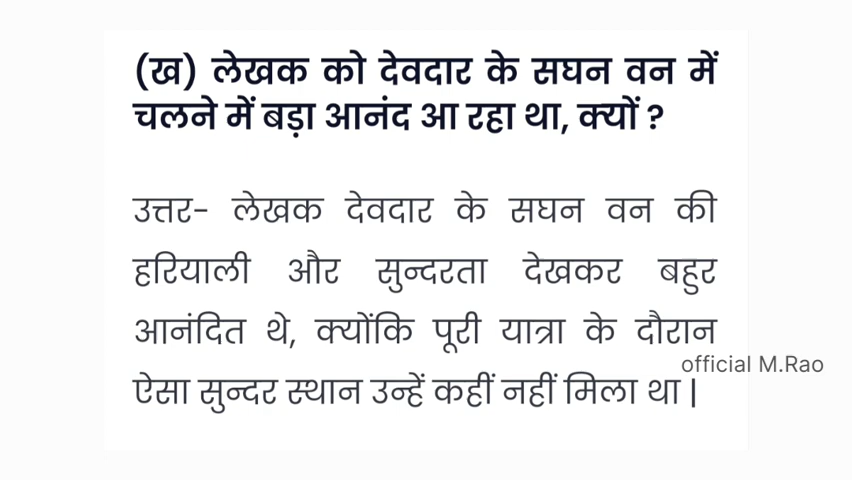 (ख) लेखक को देवदार के सघन वन में
चलने में बड़ा आनंद आ रहा था, क्यों ?
उत्तर- लेखक देवदार के सघन वन की
हरियाली और सुन्दरता देखकर बहुर
आनंदित थे, क्योंकि पूरी यात्रा के दौरान
official M.Rao
ऐसा सुन्दर स्थान उन्हें कहीं नहीं मिला था |